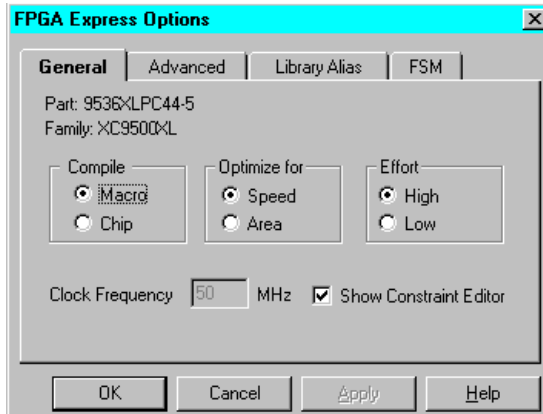 FPGA Express Options
General Advanced Library Alias FSM
Part: 9536XLPC44-5
Family: XC9500XL
Compile Optimize for Effort
Macro Speed High
Chip Area Low
Clock Frequency 50 MHz Show Constraint Editor
OK Cancel Apply Help